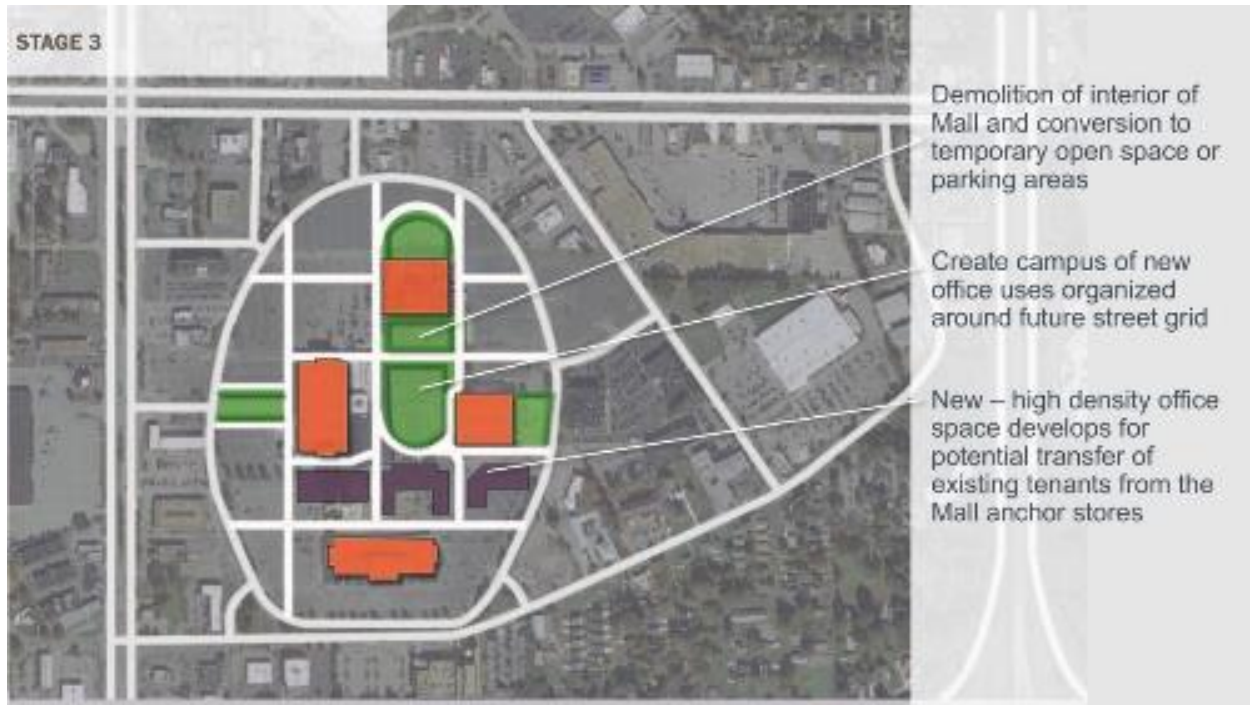 STAGE 3
Demolition of interior of
Mall and conversion to
temporary open space or
parking areas
Create campus of new
office uses organized
around future street grid
New – high density office
space develops for
potential transfer of
existing tenants from the
Mall anchor stores